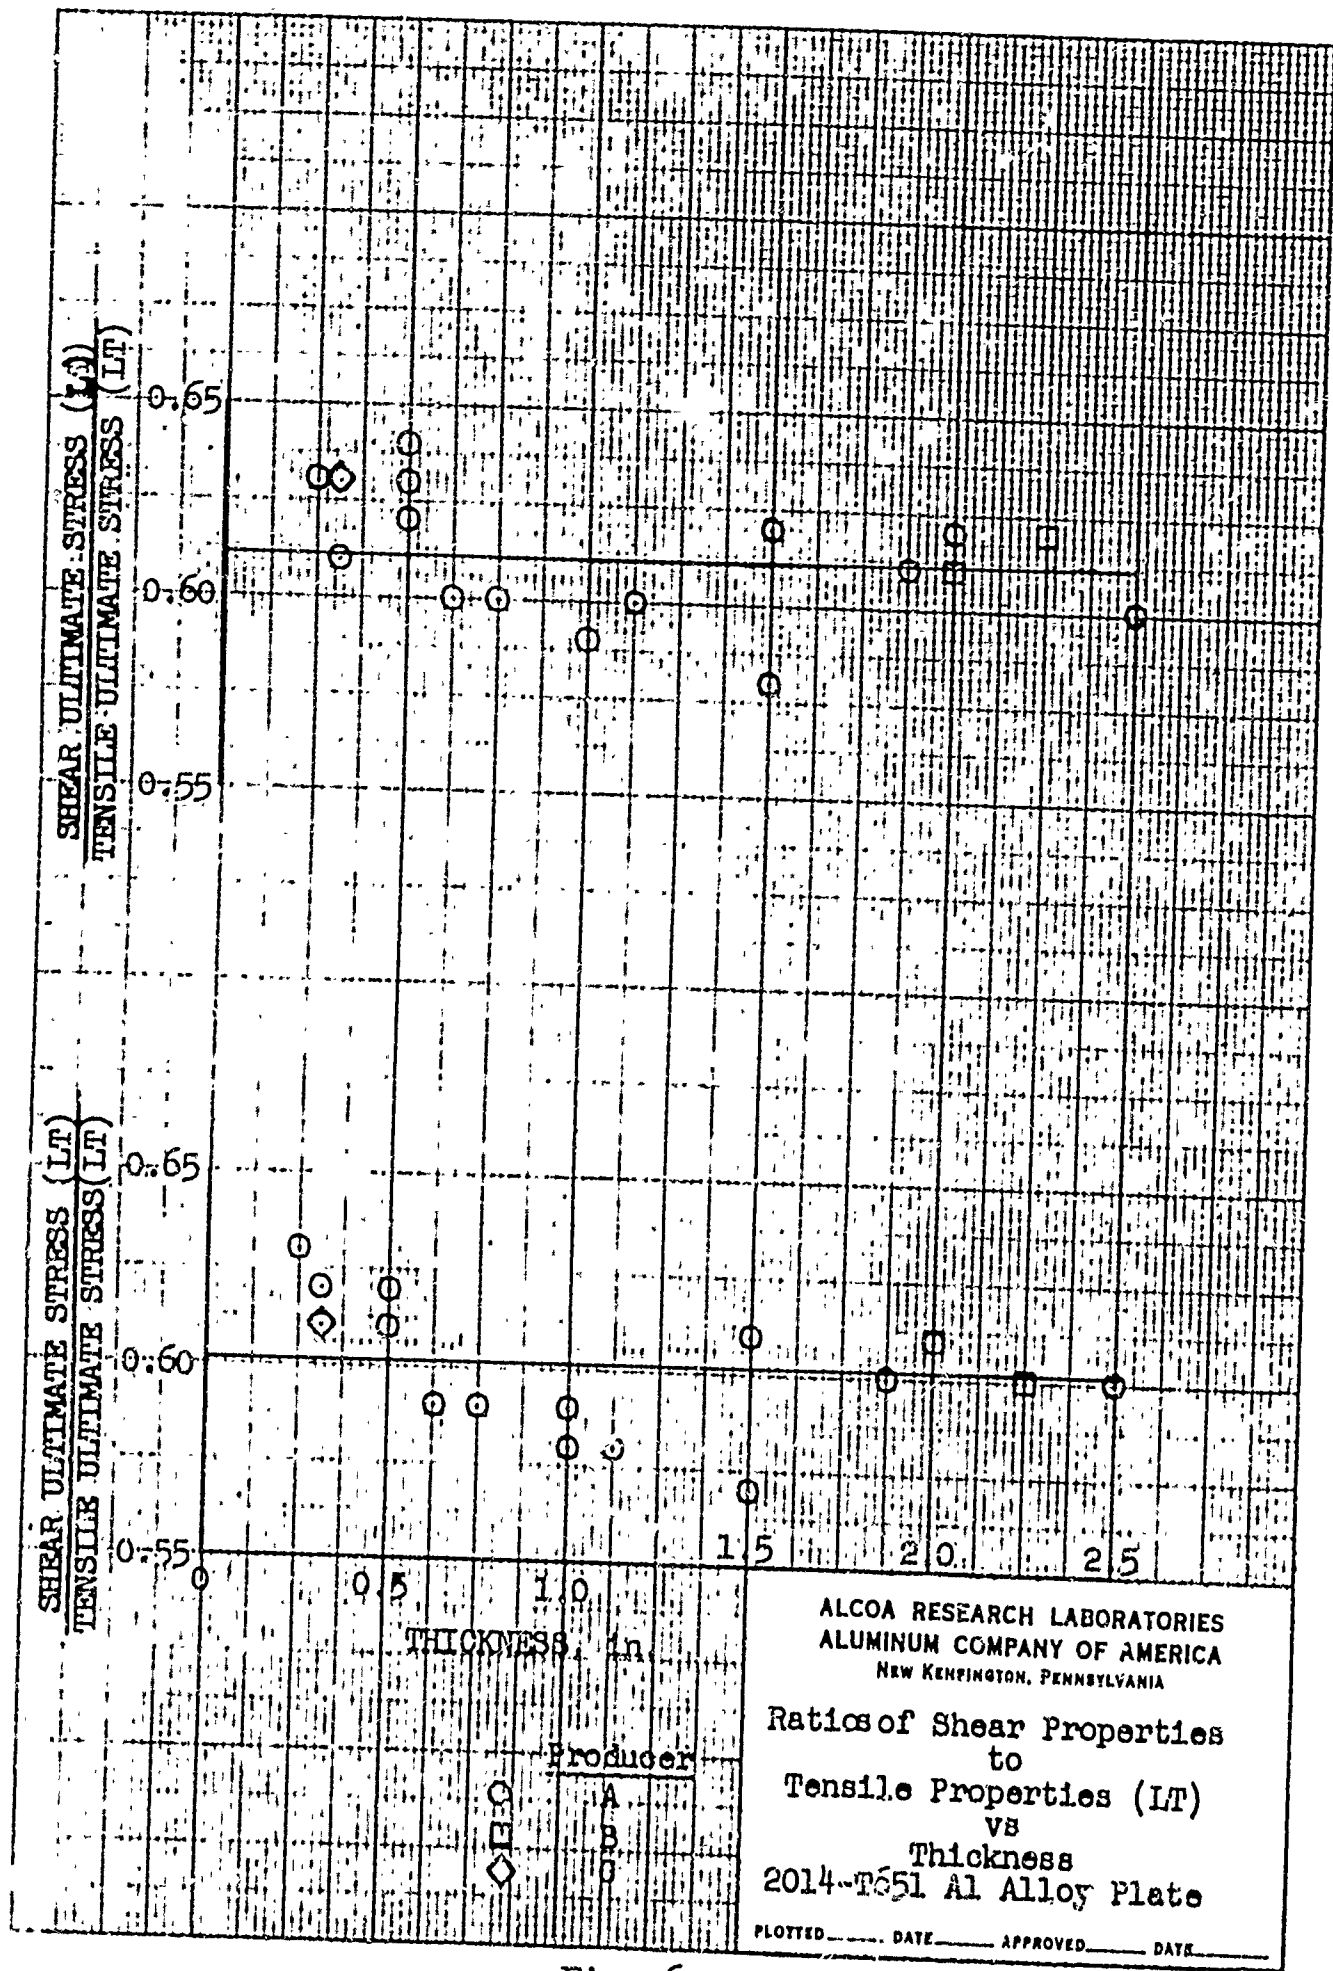 SHEAR ULITIMATE STRESS
TENSILE ULTIMATE STRESS (LT)
0.65
0.60
0.55
SHEAR ULTIMATE STRESS (LT)
TENSILE ULTIMATE STRESS(LT)
0.65
0.60
0.55
0 0.5 1.0 1.5 2.0 2.5
THICKNESS, in.
Producer
A
B
ALCOA RESEARCH LABORATORIES
ALUMINUM COMPANY OF AMERICA
NEW KENSINGTON, PENNSYLVANIA
Ratios of Shear Properties
to
Tensile Properties (LT)
vs
Thickness
2014-T651 Al Alloy Plate
PLOTTED DATE APPROVED DATE